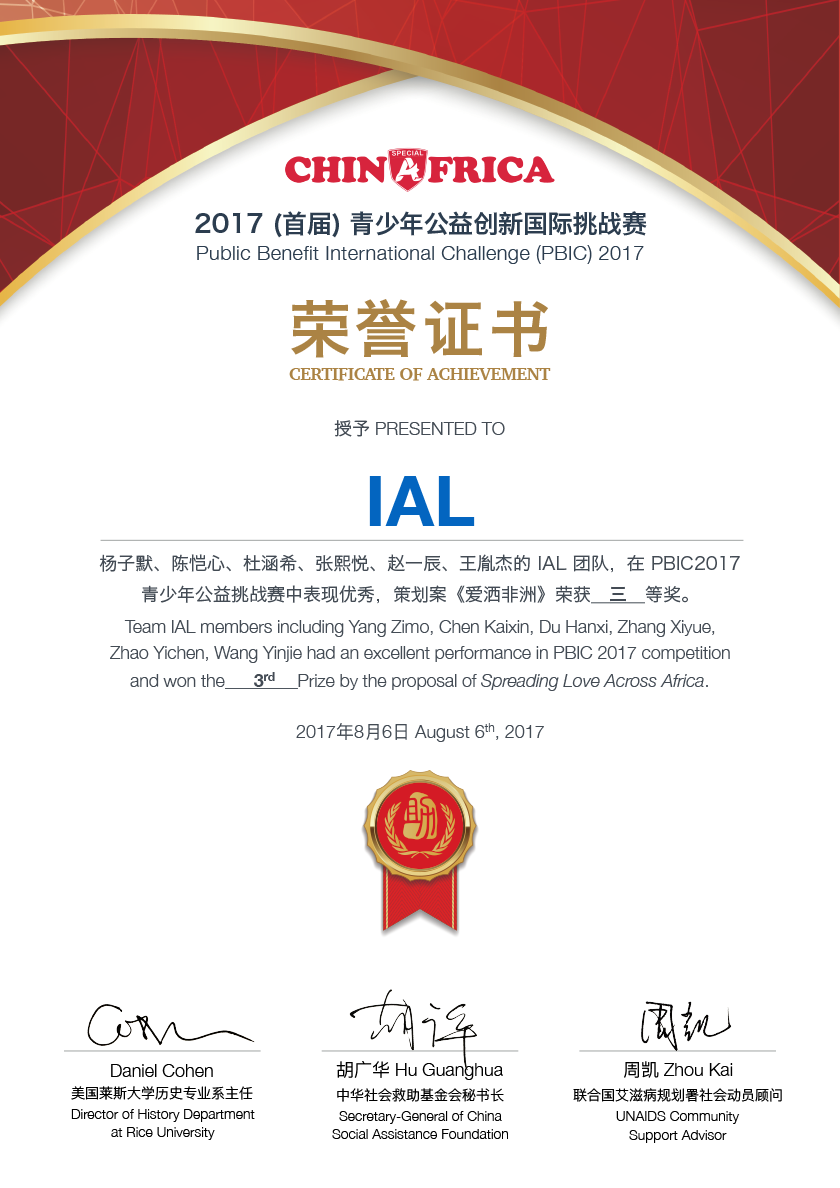 CHINAFRICA
SPECIAL
2017 (首届) 青少年公益创新国际挑战赛
Public Benefit International Challenge (PBIC) 2017
荣誉证书
CERTIFICATE OF ACHIEVEMENT
授予 PRESENTED TO
IAL
杨子默、陈恺心、杜涵希、张熙悦、赵一辰、王胤杰的 IAL 团队，在 PBIC2017
青少年公益挑战赛中表现优秀，策划案《爱洒非洲》荣获__三__等奖。
Team IAL members including Yang Zimo, Chen Kaixin, Du Hanxi, Zhang Xiyue,
Zhao Yichen, Wang Yinjie had an excellent performance in PBIC 2017 competition
and won the___3rd___Prize by the proposal of Spreading Love Across Africa.
2017年8月6日 August 6th, 2017
Daniel Cohen
美国莱斯大学历史专业系主任
Director of History Department
at Rice University
胡广华 Hu Guanghua
中华社会救助基金会秘书长
Secretary-General of China
Social Assistance Foundation
周凯
周凯 Zhou Kai
联合国艾滋病规划署社会动员顾问
UNAIDS Community
Support Advisor